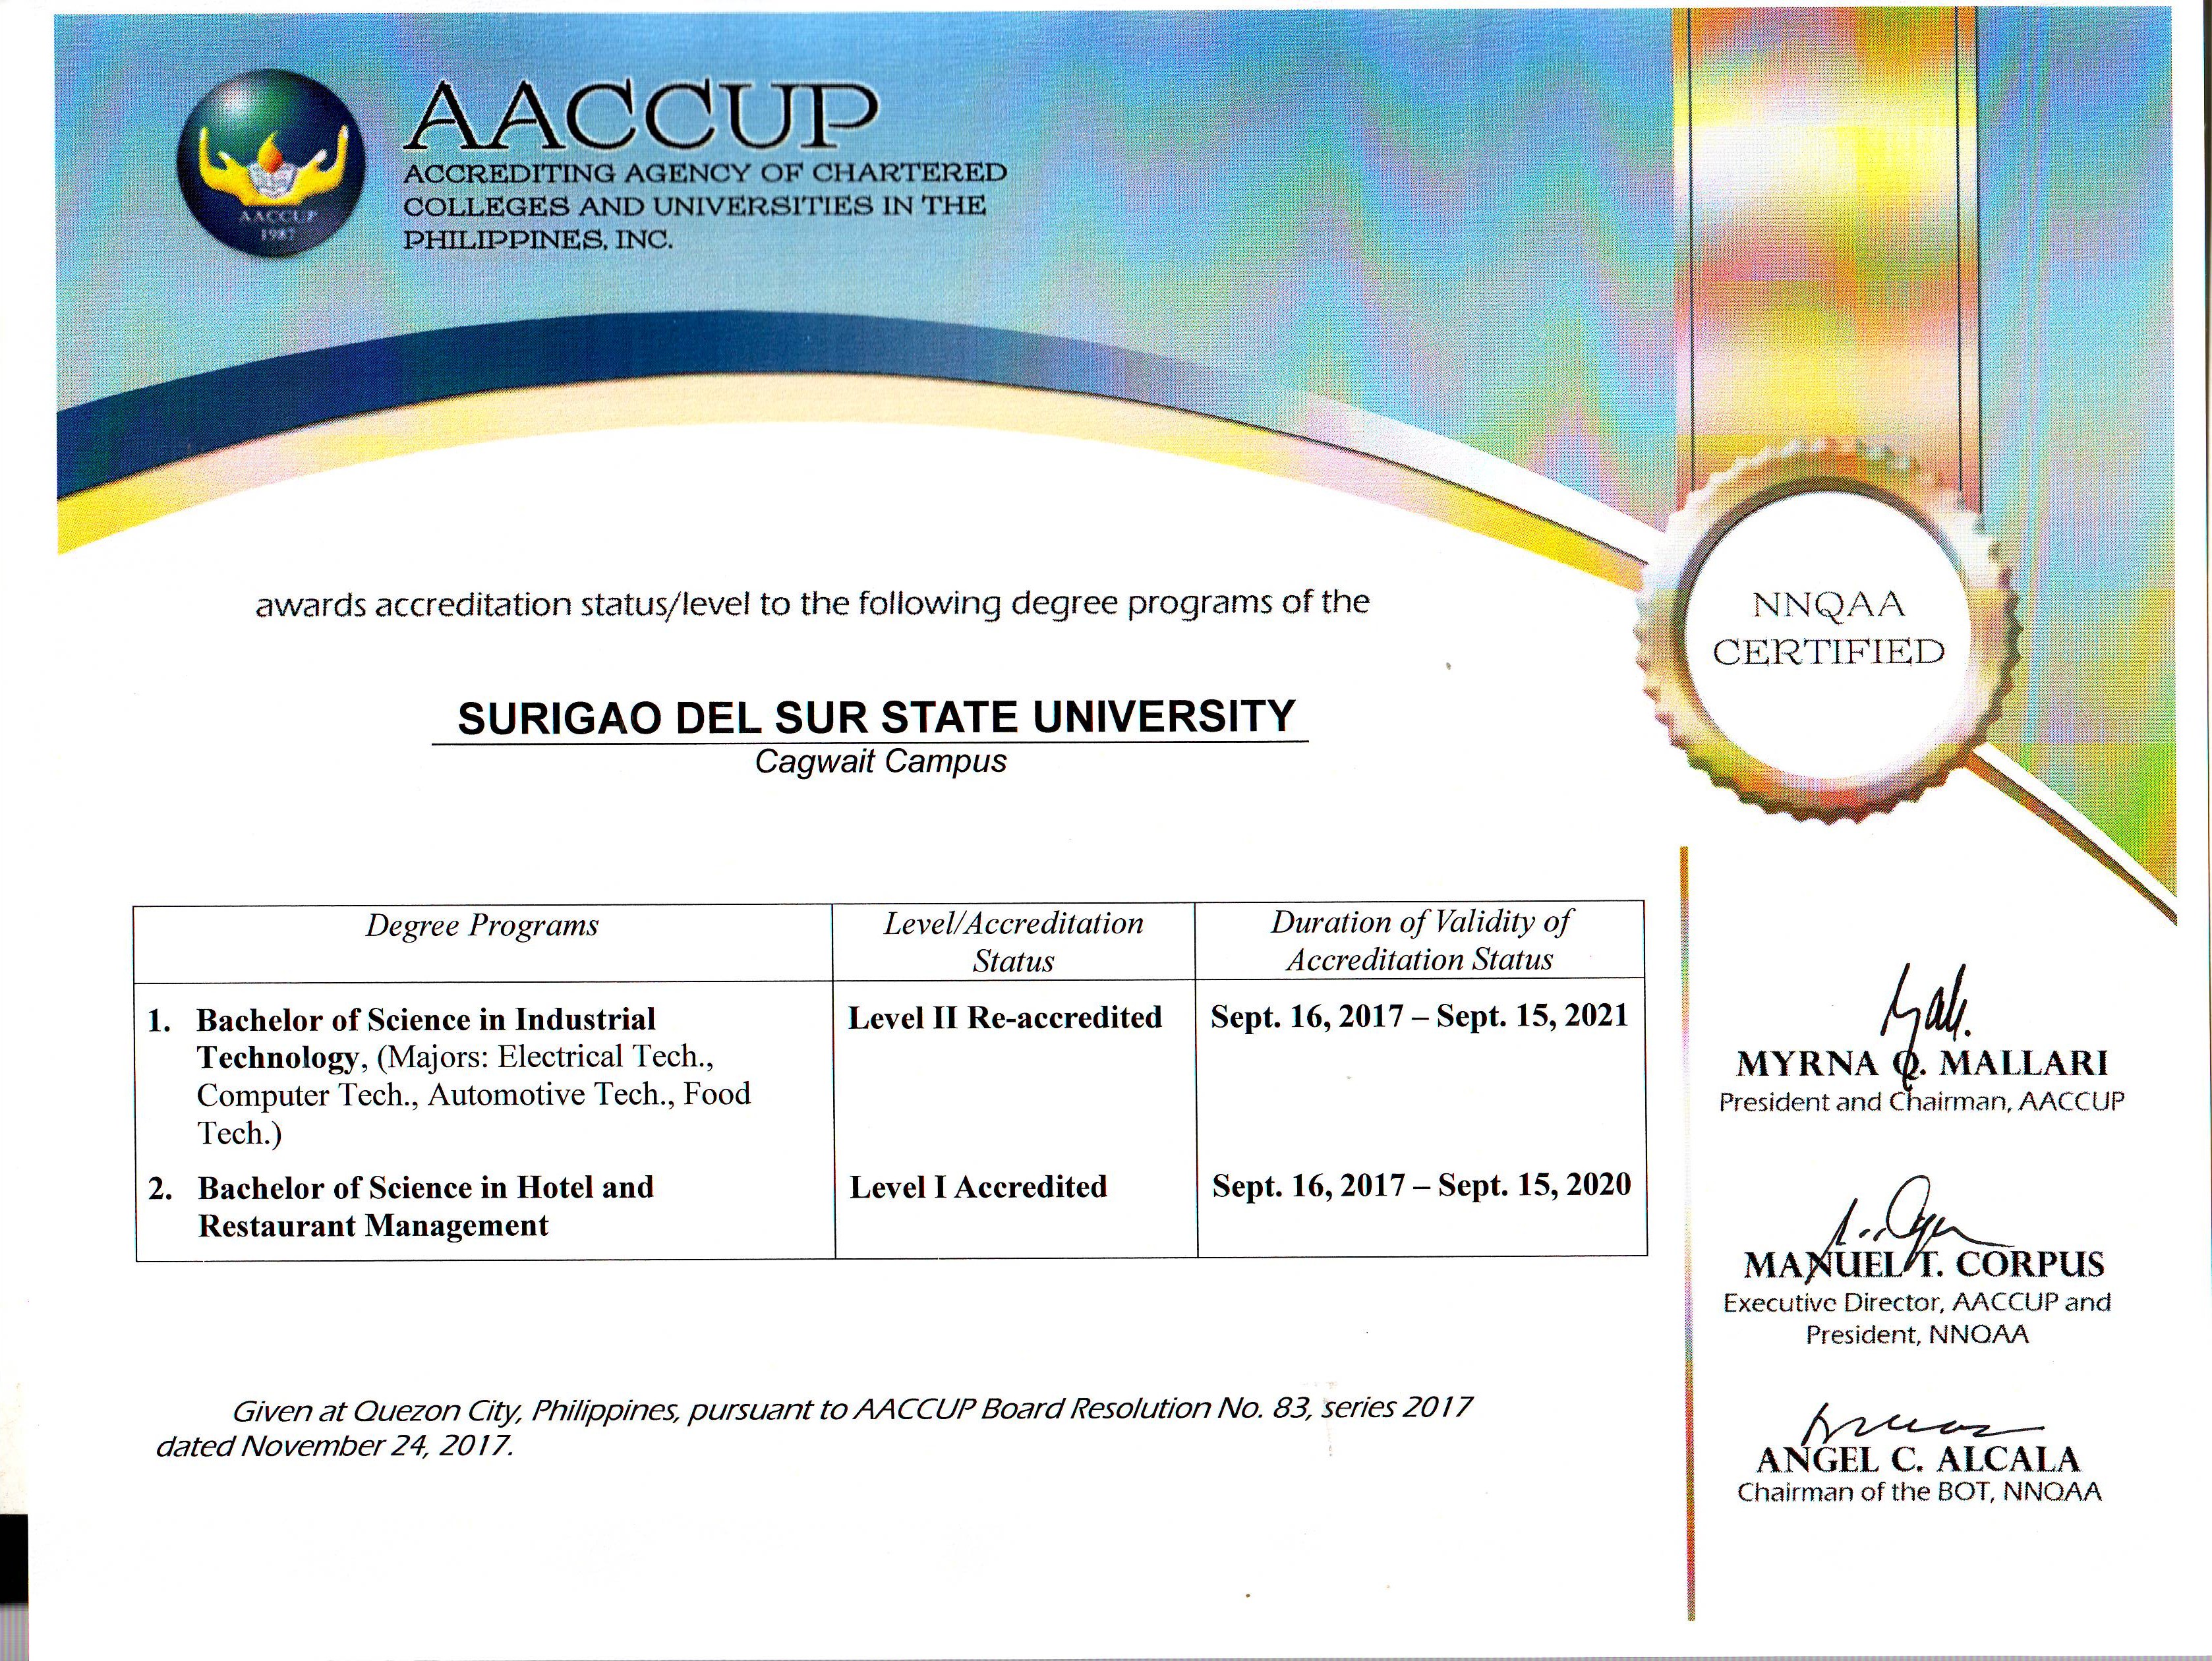 AACCUP
ACCREDITING AGENCY OF CHARTERED
COLLEGES AND UNIVERSITIES IN THE
PHILIPPINES, INC.
AACCUP
1987
NNQAA
CERTIFIED
awards accreditation status/level to the following degree programs of the
SURIGAO DEL SUR STATE UNIVERSITY
Cagwait Campus
Degree Programs
Level/Accreditation
Status
Duration of Validity of
Accreditation Status
1. Bachelor of Science in Industrial
Technology, (Majors: Electrical Tech.,
Computer Tech., Automotive Tech., Food
Tech.)
Level II Re-accredited
Sept. 16, 2017 – Sept. 15, 2021
2. Bachelor of Science in Hotel and
Restaurant Management
Level I Accredited
Sept. 16, 2017 – Sept. 15, 2020
Given at Quezon City, Philippines, pursuant to AACCUP Board Resolution No. 83, series 2017
dated November 24, 2017.
MYRNA Q. MALLARI
President and Chairman, AACCUP
MANUEL T. CORPUS
Executive Director, AACCUP and
President, NNQAA
ANGEL C. ALCALA
Chairman of the BOT, NNQAA